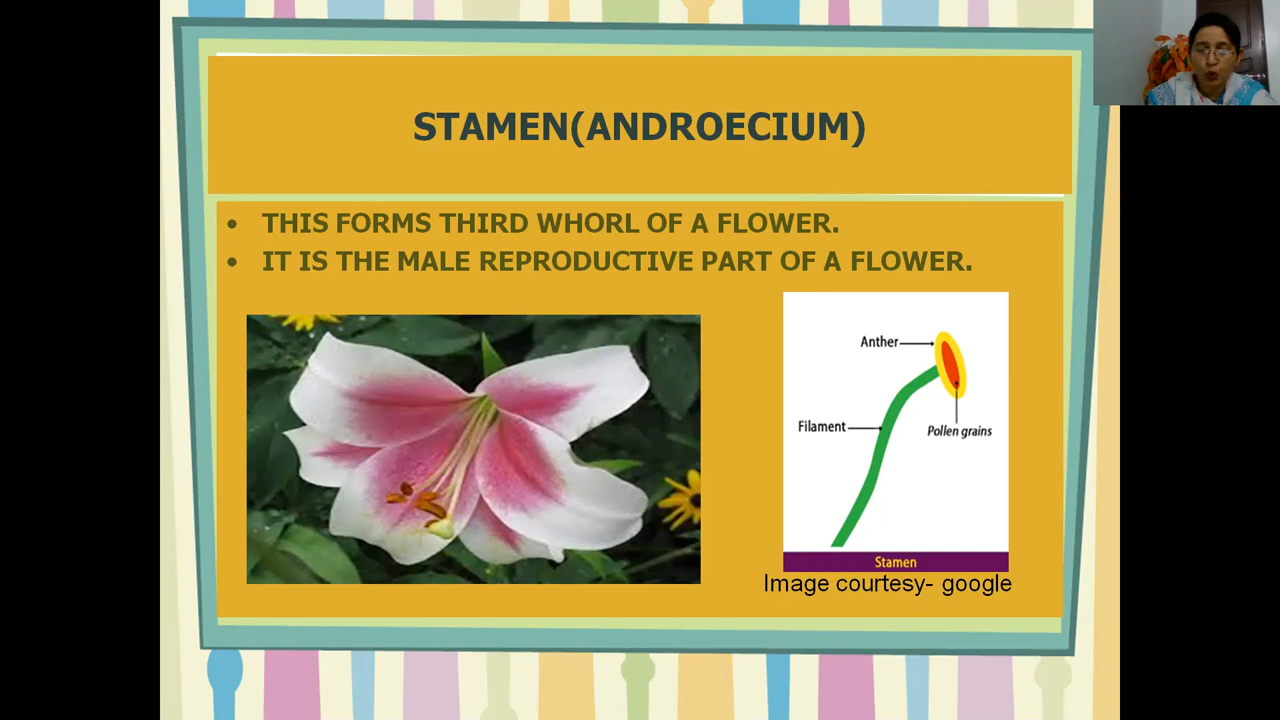 STAMEN(ANDROECIUM)
• THIS FORMS THIRD WHORL OF A FLOWER.
• IT IS THE MALE REPRODUCTIVE PART OF A FLOWER.
Anther
Filament
Pollen grains
Stamen
Image courtesy- google